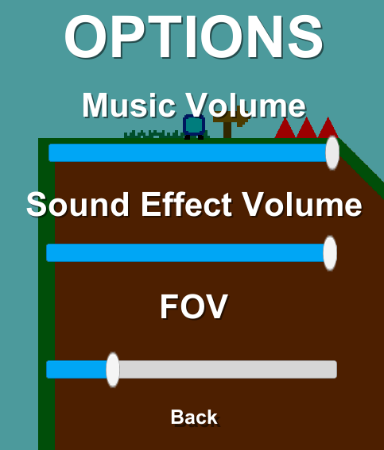 OPTIONS
Music Volume
Sound Effect Volume
FOV
Back